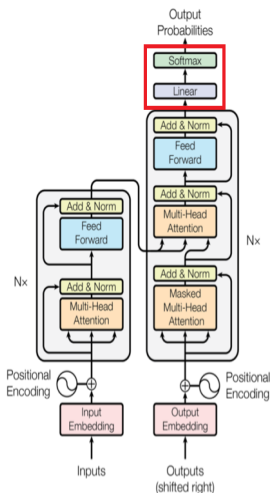 Output
Probabilities
Softmax
Linear
Add & Norm
Feed
Forward
Add & Norm
Multi-Head
Attention
Add & Norm
Masked
Multi-Head
Attention
Nx
Positional
Encoding
Output
Embedding
Outputs
(shifted right)
Add & Norm
Feed
Forward
Add & Norm
Multi-Head
Attention
Nx
Positional
Encoding
Input
Embedding
Inputs